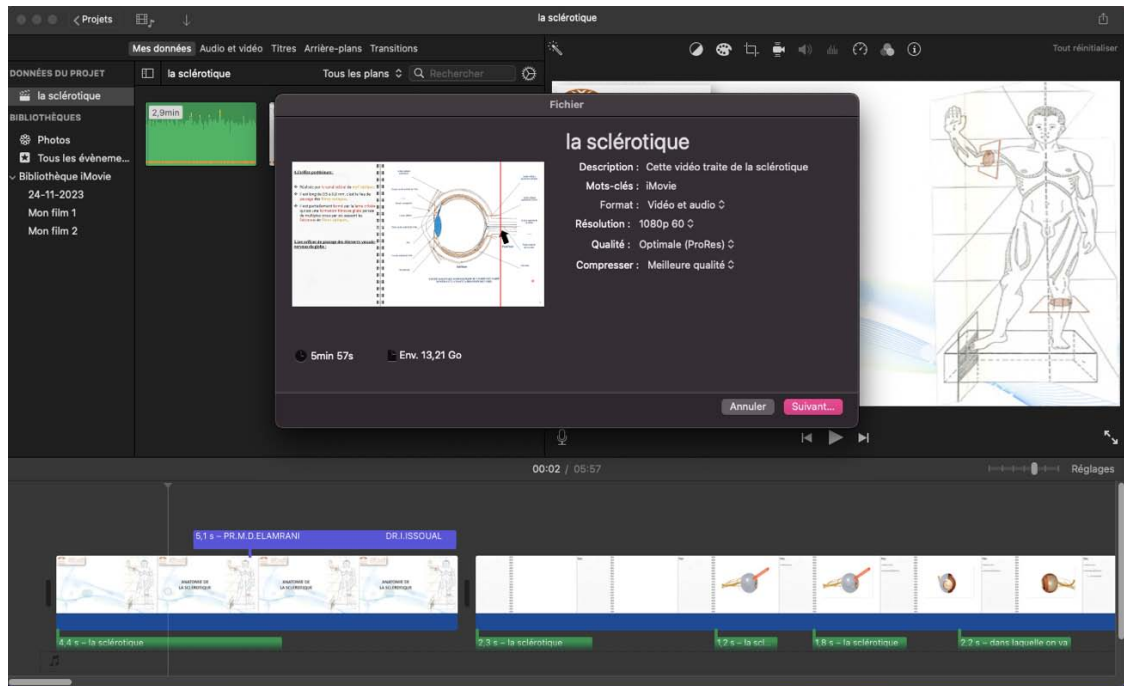 Projets
la sclérotique
Mes données Audio et vidéo Titres Arrière-plans Transitions
Tout réinitialiser
DONNÉES DU PROJET
la sclérotique
Tous les plans
Rechercher
la sclérotique
BIBLIOTHÈQUES
Photos
Tous les évèneme...
Bibliothèque iMovie
24-11-2023
Mon film 1
Mon film 2
2,9min
Fichier
la sclérotique
Description : Cette vidéo traite de la sclérotique
Mots-clés : iMovie
Format : Vidéo et audio
Résolution : 1080p 60
Qualité : Optimale (ProRes)
Compresser : Meilleure qualité
5min 57s
Env. 13,21 Go
Annuler
Suivant...
00:02 / 05:57
Réglages
5,1 s – PR.M.D.ELAMRANI DR.I.ISSOUAL
ANATOMIE DE
LA SCLEROTIQUE
ANATOMIE DE
LA SCLEROTIQUE
ANATOMIE DE
LA SCLEROTIQUE
4,4 s – la sclérotique
2,3 s – la sclérotique
1,2 s – la scl...
1,8 s – la sclérotique
2,2 s – dans laquelle on va